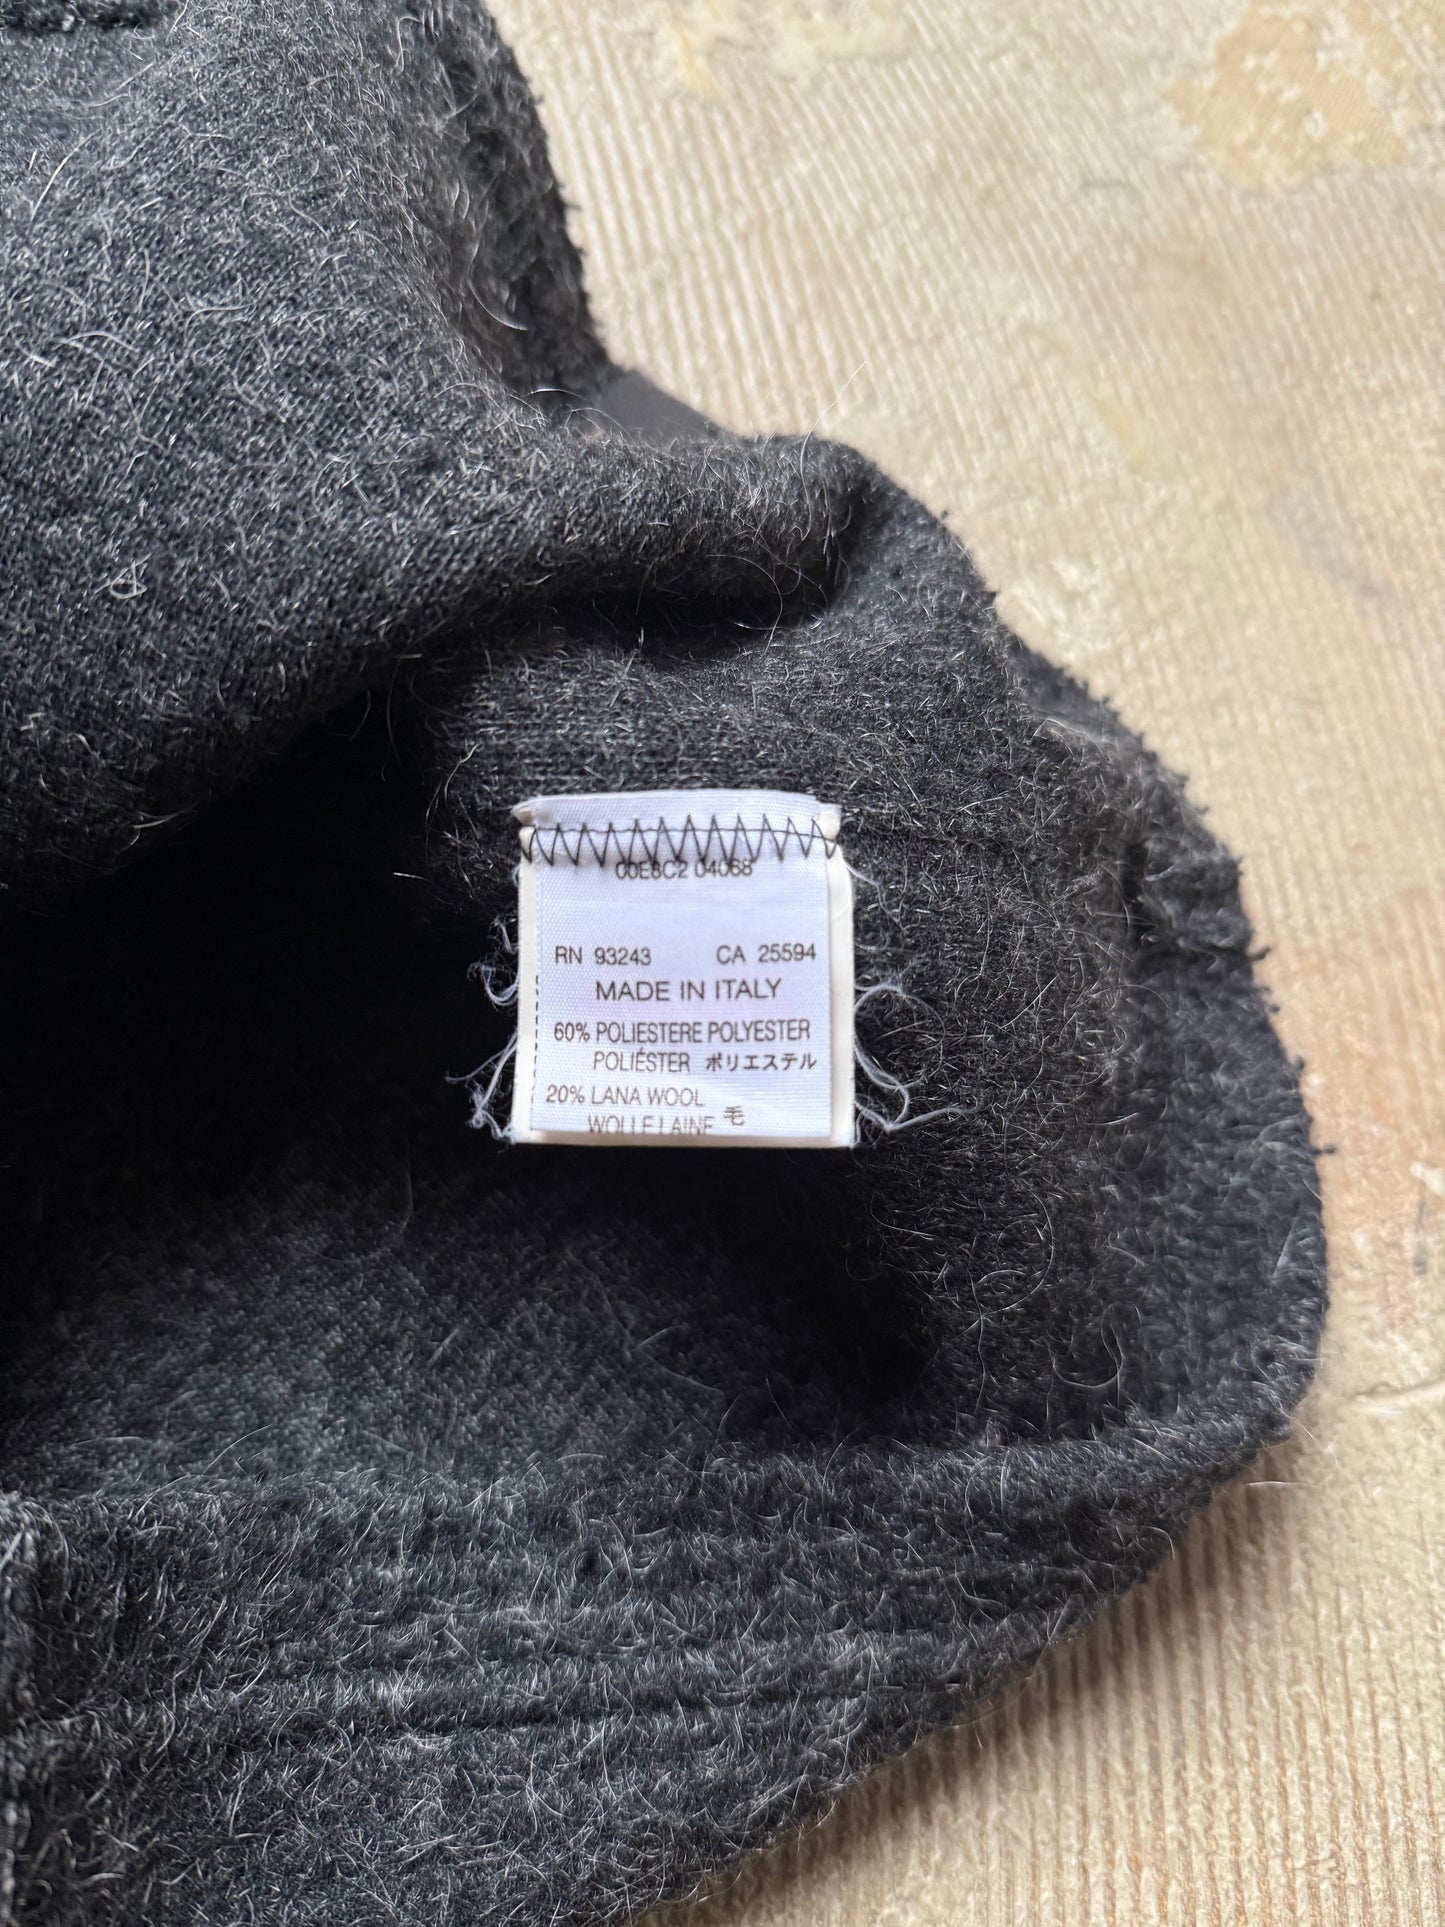 00E8C2 04068
RN 93243 CA 25594
MADE IN ITALY
60% POLIESTERE POLYESTER
POLIÉSTER ポリエステル
20% LANA WOOL
WOLLE LAINE 毛